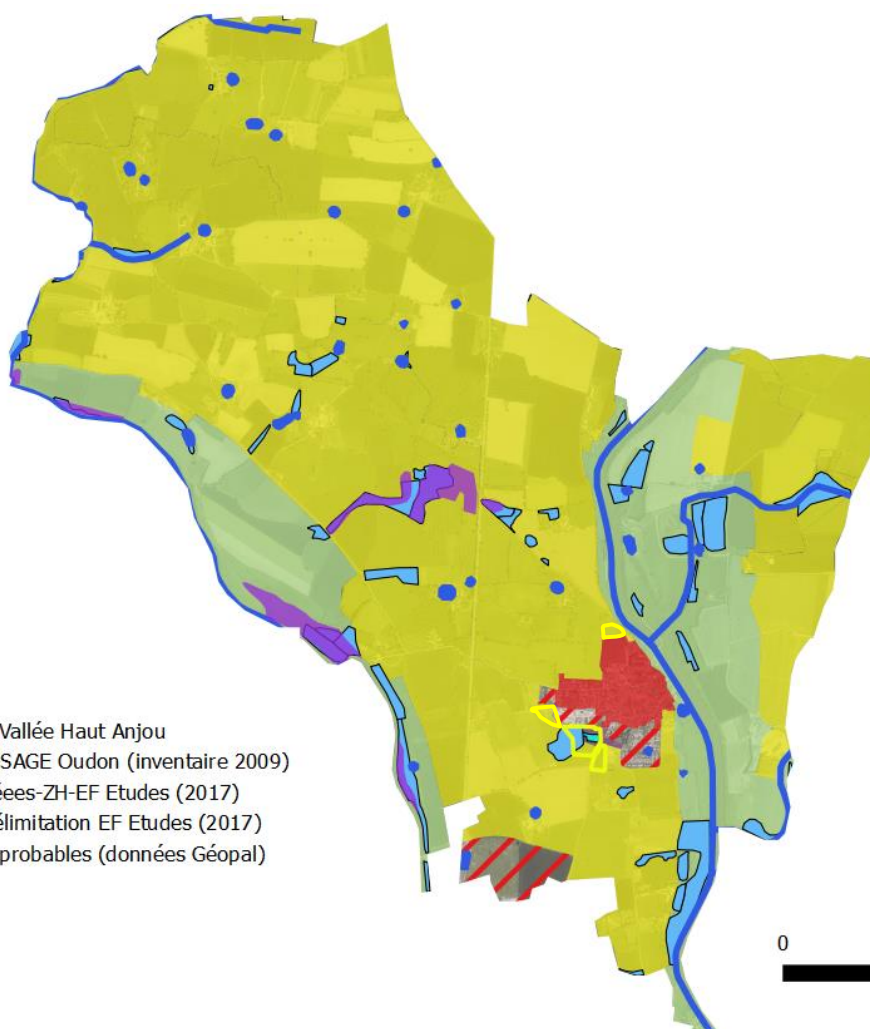 Vallée Haut Anjou
SAGE Oudon (inventaire 2009)
éees-ZH-EF Etudes (2017)
élimitation EF Etudes (2017)
probables (données Géopal)
0